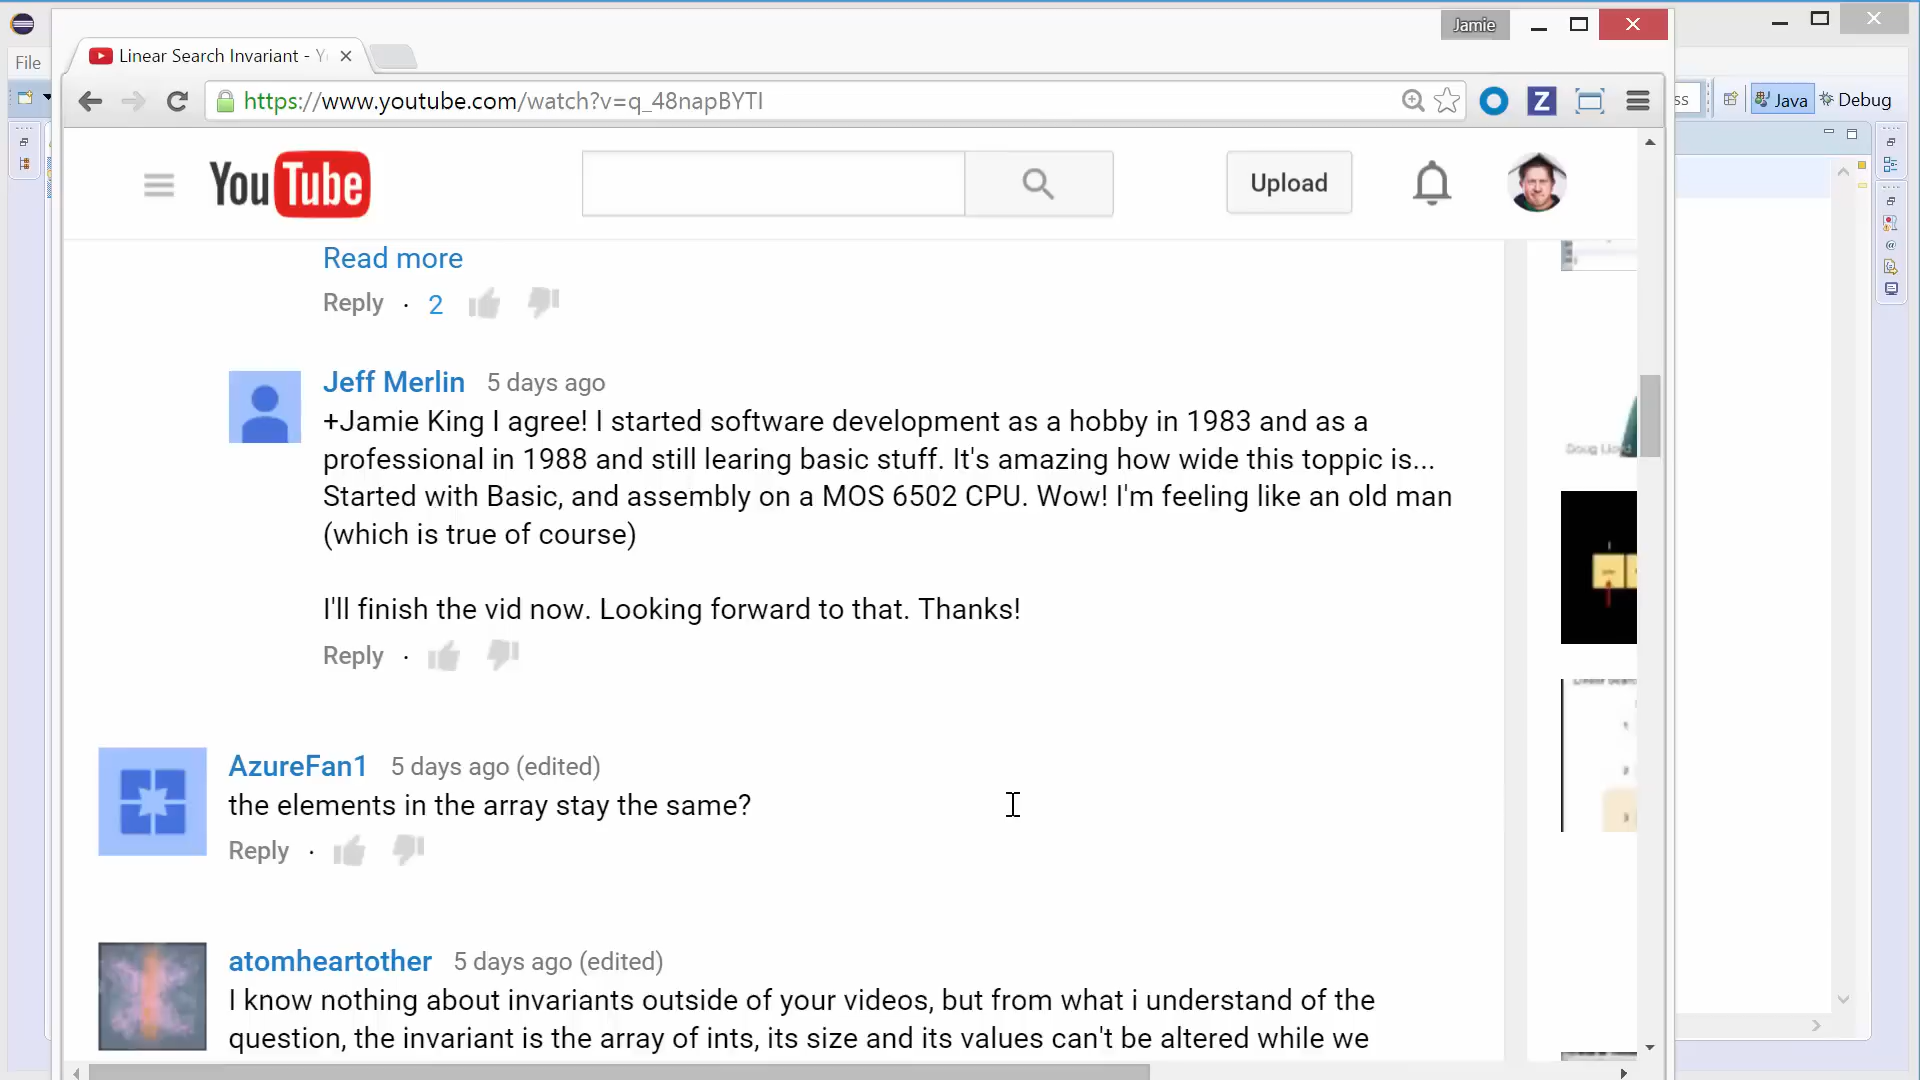 Jamie
File
Linear Search Invariant - Y
https://www.youtube.com/watch?v=q_48napBYTI
Z
ss
Java
Debug
YouTube
Upload
Read more
Reply · 2
Jeff Merlin 5 days ago
+Jamie King I agree! I started software development as a hobby in 1983 and as a
professional in 1988 and still learing basic stuff. It's amazing how wide this toppic is...
Started with Basic, and assembly on a MOS 6502 CPU. Wow! I'm feeling like an old man
(which is true of course)
I'll finish the vid now. Looking forward to that. Thanks!
Reply ·
Doug Lloyd
AzureFan1 5 days ago (edited)
the elements in the array stay the same?
Reply ·
atomheartother 5 days ago (edited)
I know nothing about invariants outside of your videos, but from what i understand of the
question, the invariant is the array of ints, its size and its values can't be altered while we